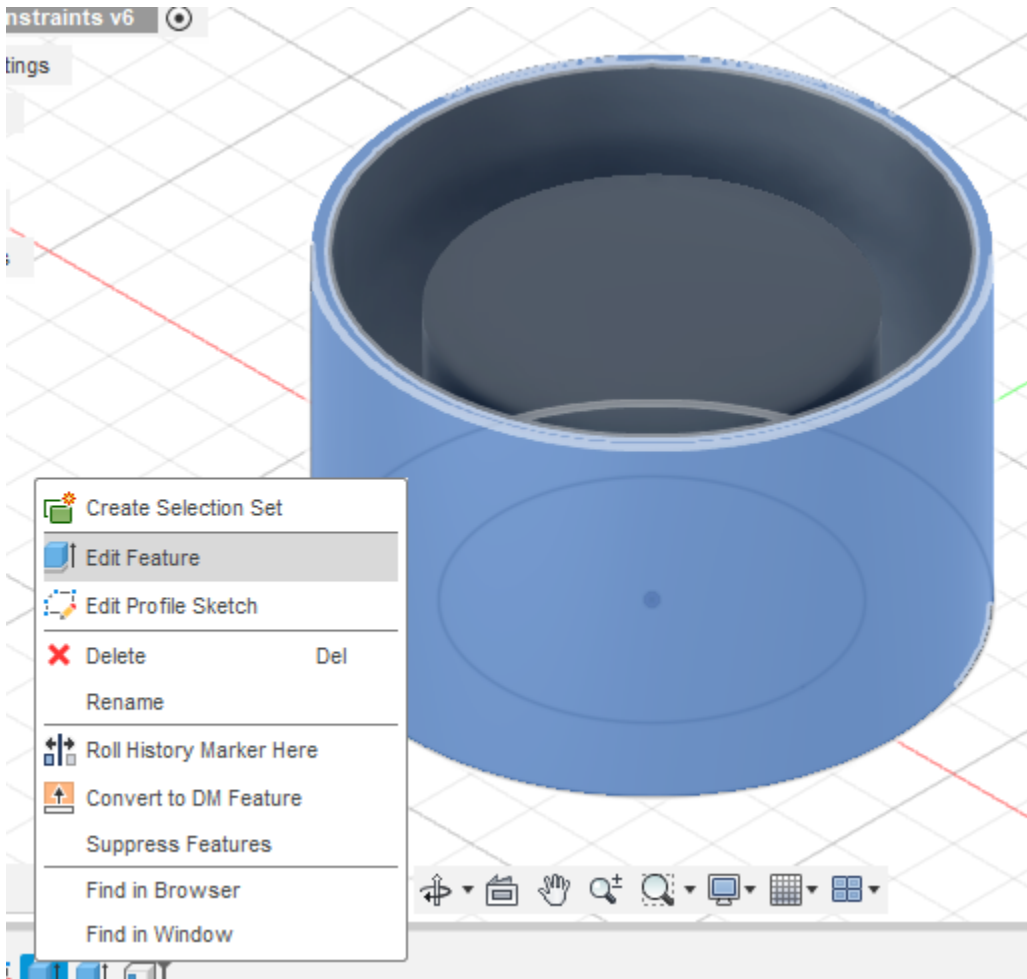 nstraints v6
tings
s
Create Selection Set
Edit Feature
Edit Profile Sketch
Delete Del
Rename
Roll History Marker Here
Convert to DM Feature
Suppress Features
Find in Browser
Find in Window